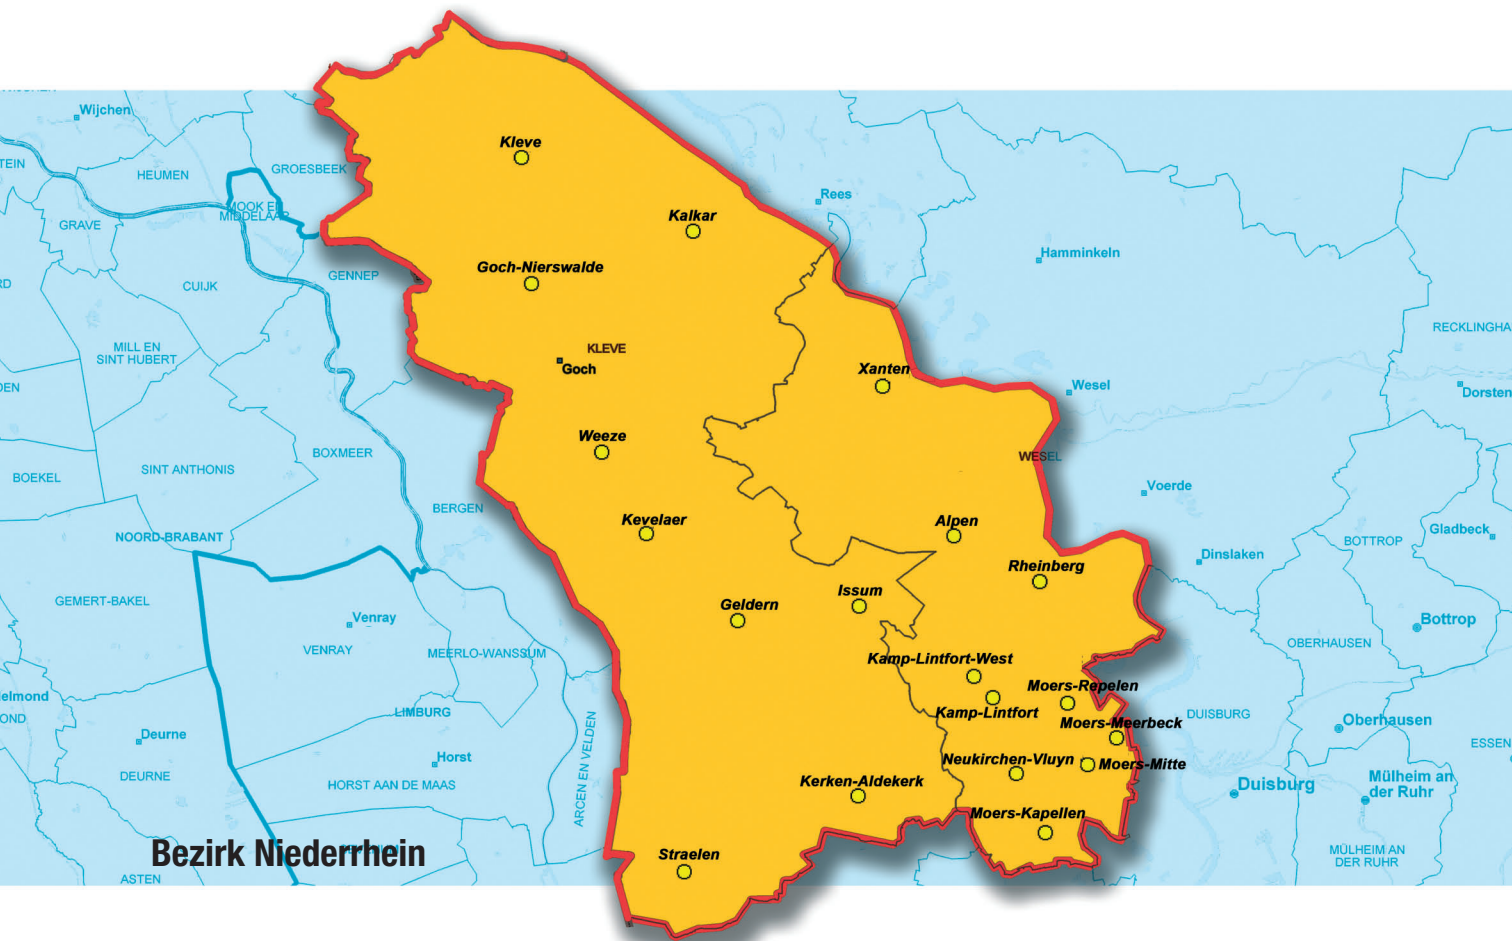 Wijchen
HEUMEN
GROESBEEK
GRAVE
MOOK EN
MIDDELAAR
CUIJK
GENNEP
MILL EN
SINT HUBERT
BOXMEER
SINT ANTHONIS
BOEKEL
BERGEN
NOORD-BRABANT
GEMERT-BAKEL
Venray
VENRAY
MEERLO-WANSSUM
LIMBURG
Deurne
DEURNE
Horst
HORST AAN DE MAAS
ARCEN EN VELDEN
ASTEN
Bezirk Niederrhein
Kleve
Kalkar
Goch-Nierswalde
KLEVE
Goch
Xanten
Weeze
Kevelaer
WESEL
Alpen
Rheinberg
Issum
Geldern
Kamp-Lintfort-West
Kamp-Lintfort
Moers-Repelen
Moers-Meerbeck
Neukirchen-Vluyn
Moers-Mitte
Kerken-Aldekerk
Moers-Kapellen
Straelen
Rees
Hamminkeln
RECKLINGHA
Wesel
Dorsten
Voerde
Gladbeck
BOTTROP
Dinslaken
Bottrop
OBERHAUSEN
DUISBURG
Oberhausen
ESSEN
Duisburg
Mülheim an
der Ruhr
MÜLHEIM AN
DER RUHR
TEIN
RD
DEN
elmond
OND